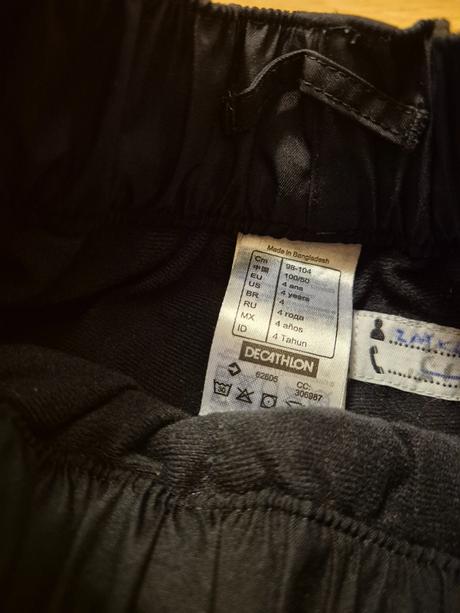 Made in Bangladesh
Cm 98-104
中国 100/50
EU 4 ans
US 4 years
BR 4
RU 4 года
MX 4 años
ID 4 Tahun
DECATHLON
62605
CC:
306987